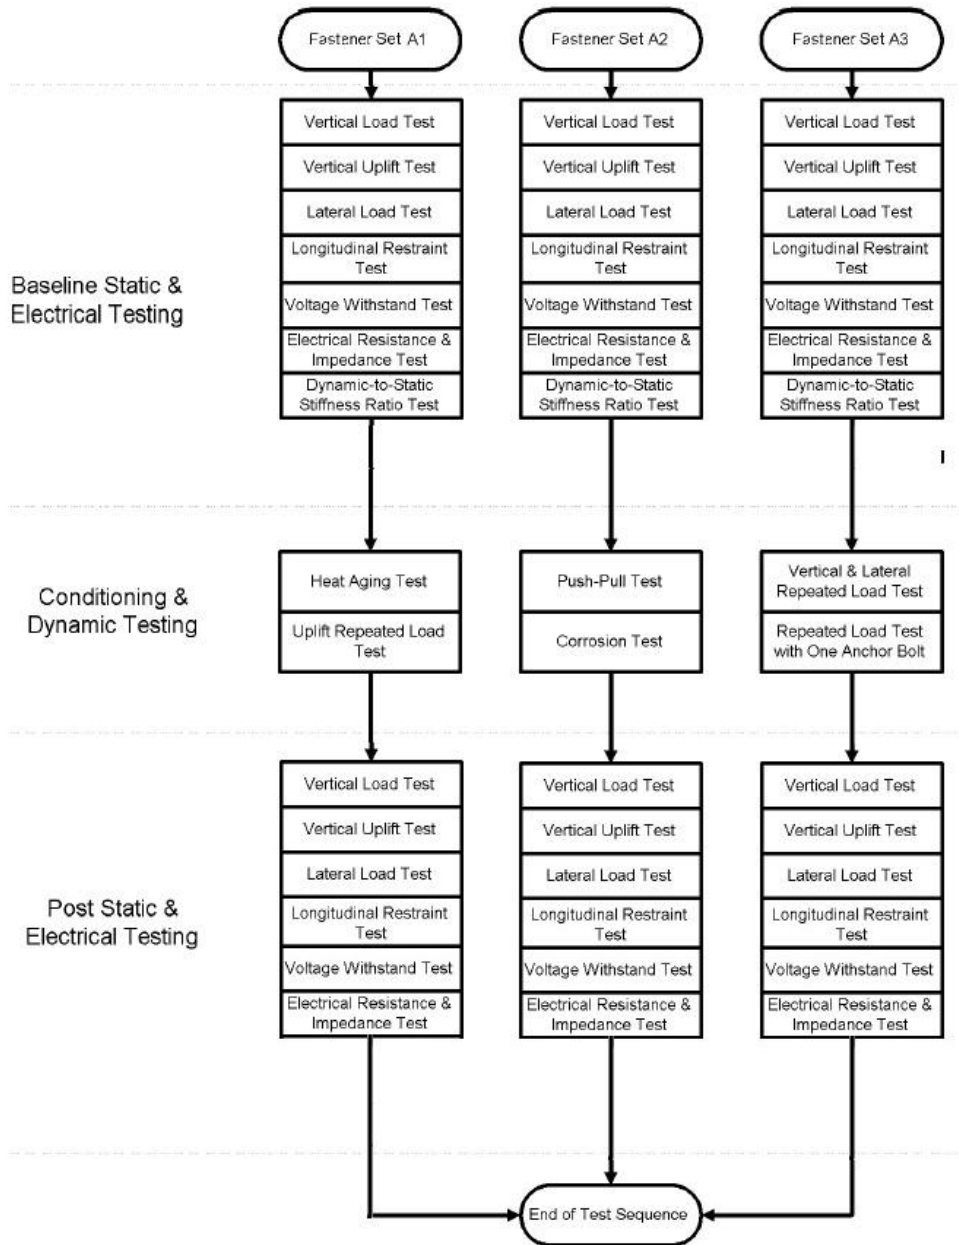 Fastener Set A1
Fastener Set A2
Fastener Set A3
Baseline Static &
Electrical Testing
Vertical Load Test
Vertical Uplift Test
Lateral Load Test
Longitudinal Restraint
Test
Voltage Withstand Test
Electrical Resistance &
Impedance Test
Dynamic-to-Static
Stiffness Ratio Test
Vertical Load Test
Vertical Uplift Test
Lateral Load Test
Longitudinal Restraint
Test
Voltage Withstand Test
Electrical Resistance &
Impedance Test
Dynamic-to-Static
Stiffness Ratio Test
Vertical Load Test
Vertical Uplift Test
Lateral Load Test
Longitudinal Restraint
Test
Voltage Withstand Test
Electrical Resistance &
Impedance Test
Dynamic-to-Static
Stiffness Ratio Test
Conditioning &
Dynamic Testing
Heat Aging Test
Uplift Repeated Load
Test
Push-Pull Test
Corrosion Test
Vertical & Lateral
Repeated Load Test
Repeated Load Test
with One Anchor Bolt
Post Static &
Electrical Testing
Vertical Load Test
Vertical Uplift Test
Lateral Load Test
Longitudinal Restraint
Test
Voltage Withstand Test
Electrical Resistance &
Impedance Test
Vertical Load Test
Vertical Uplift Test
Lateral Load Test
Longitudinal Restraint
Test
Voltage Withstand Test
Electrical Resistance &
Impedance Test
Vertical Load Test
Vertical Uplift Test
Lateral Load Test
Longitudinal Restraint
Test
Voltage Withstand Test
Electrical Resistance &
Impedance Test
End of Test Sequence